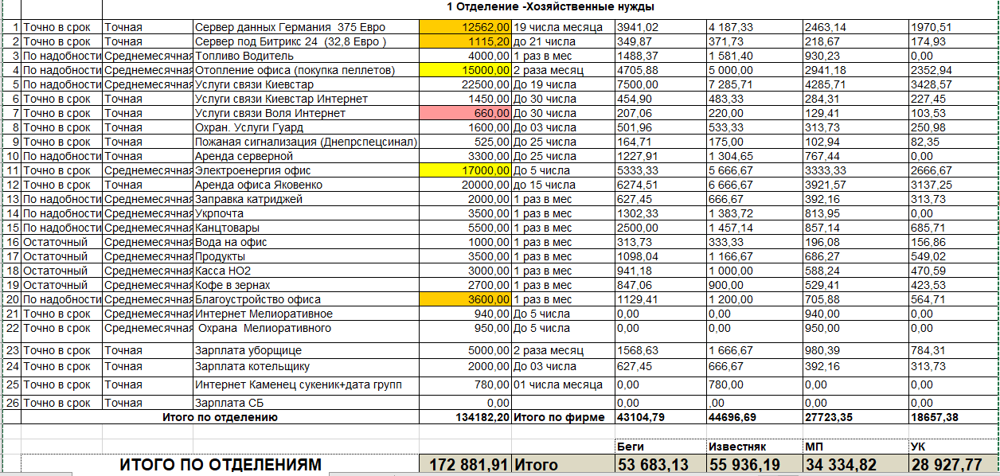 1 Отделение -Хозяйственные нужды
1 Точно в срок Точная Сервер данных Германия 375 Евро 12562,00 19 числа месяца 3941,02 4 187,33 2463,14 1970,51
2 Точно в срок Точная Сервер под Битрикс 24 (32,8 Евро ) 1115,20 до 21 числа 349,87 371,73 218,67 174,93
3 По надобности Среднемесячная Топливо Водитель 4000,00 1 раз в мес 1488,37 1 581,40 930,23 0,00
4 По надобности Среднемесячная Отопление офиса (покупка пеллетов) 15000,00 2 раза месяц 4705,88 5 000,00 2941,18 2352,94
5 По надобности Среднемесячная Услуги связи Киевстар 22500,00 До 19 числа 7500,00 7 285,71 4285,71 3428,57
6 Точно в срок Точная Услуги связи Киевстар Интернет 1450,00 До 30 числа 454,90 483,33 284,31 227,45
7 Точно в срок Точная Услуги связи Воля Интернет 660,00 До 30 числа 207,06 220,00 129,41 103,53
8 Точно в срок Точная Охран. Услуги Гуард 1600,00 До 03 числа 501,96 533,33 313,73 250,98
9 Точно в срок Точная Пожаная сигнализация (Днепрспецсинал) 525,00 До 25 числа 164,71 175,00 102,94 82,35
10 По надобности Точная Аренда серверной 3300,00 До 25 числа 1227,91 1 304,65 767,44 0,00
11 Точно в срок Среднемесячная Электроенергия офис 17000,00 До 5 числа 5333,33 5 666,67 3333,33 2666,67
12 Точно в срок Точная Аренда офиса Яковенко 20000,00 до 15 числа 6274,51 6 666,67 3921,57 3137,25
13 По надобности Среднемесячная Заправка катриджей 2000,00 1 раз в мес 627,45 666,67 392,16 313,73
14 По надобности Среднемесячная Укрпочта 3500,00 1 раз в мес 1302,33 1 383,72 813,95 0,00
15 По надобности Среднемесячная Канцтовары 5500,00 1 раз в мес 2500,00 1 457,14 857,14 685,71
16 Остаточный Среднемесячная Вода на офис 1000,00 1 раз в мес 313,73 333,33 196,08 156,86
17 Остаточный Среднемесячная Продукты 3500,00 1 раз в мес 1098,04 1 166,67 686,27 549,02
18 Остаточный Среднемесячная Касса НО2 3000,00 1 раз в мес 941,18 1 000,00 588,24 470,59
19 Остаточный Среднемесячная Кофе в зернах 2700,00 1 раз в мес 847,06 900,00 529,41 423,53
20 По надобности Среднемесячная Благоустройство офиса 3600,00 1 раз в мес 1129,41 1 200,00 705,88 564,71
21 Точно в срок Среднемесячная Интернет Мелиоративное 940,00 До 5 числа 0,00 0,00 940,00 0,00
22 Точно в срок Среднемесячная Охрана Мелиоративного 950,00 До 5 числа 0,00 0,00 950,00 0,00
23 Точно в срок Точная Зарплата уборщице 5000,00 2 раза месяц 1568,63 1 666,67 980,39 784,31
24 Точно в срок Точная Зарплата котельщику 2000,00 До 03 числа 627,45 666,67 392,16 313,73
25 Точно в срок Точная Интернет Каменец сукеник+дата групп 780,00 01 числа месяца 0,00 780,00 0,00 0,00
26 Точно в срок Точная Зарплата СБ 0,00 0,00 ,00 0,00 0,00
Итого по отделению 134182,20 Итого по фирме 43104,79 44696,69 27723,35 18657,38
Беги Известняк МП УК
ИТОГО ПО ОТДЕЛЕНИЯМ 172 881,91 Итого 53 683,13 55 936,19 34 334,82 28 927,77